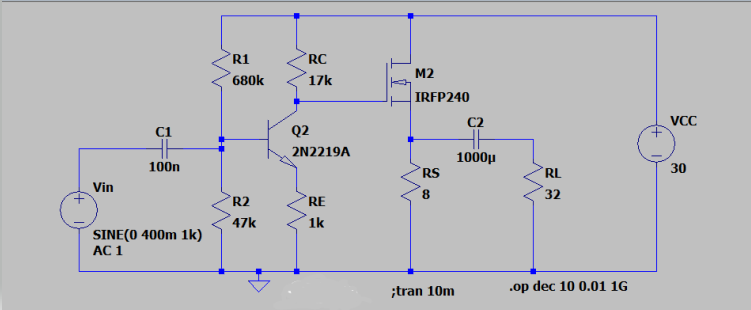 R1
680k
RC
17k
M2
IRFP240
C1
100n
Q2
2N2219A
C2
1000µ
VCC
30
Vin
SINE(0 400m 1k)
AC 1
R2
47k
RE
1k
RS
8
RL
32
;tran 10m
.op dec 10 0.01 1G